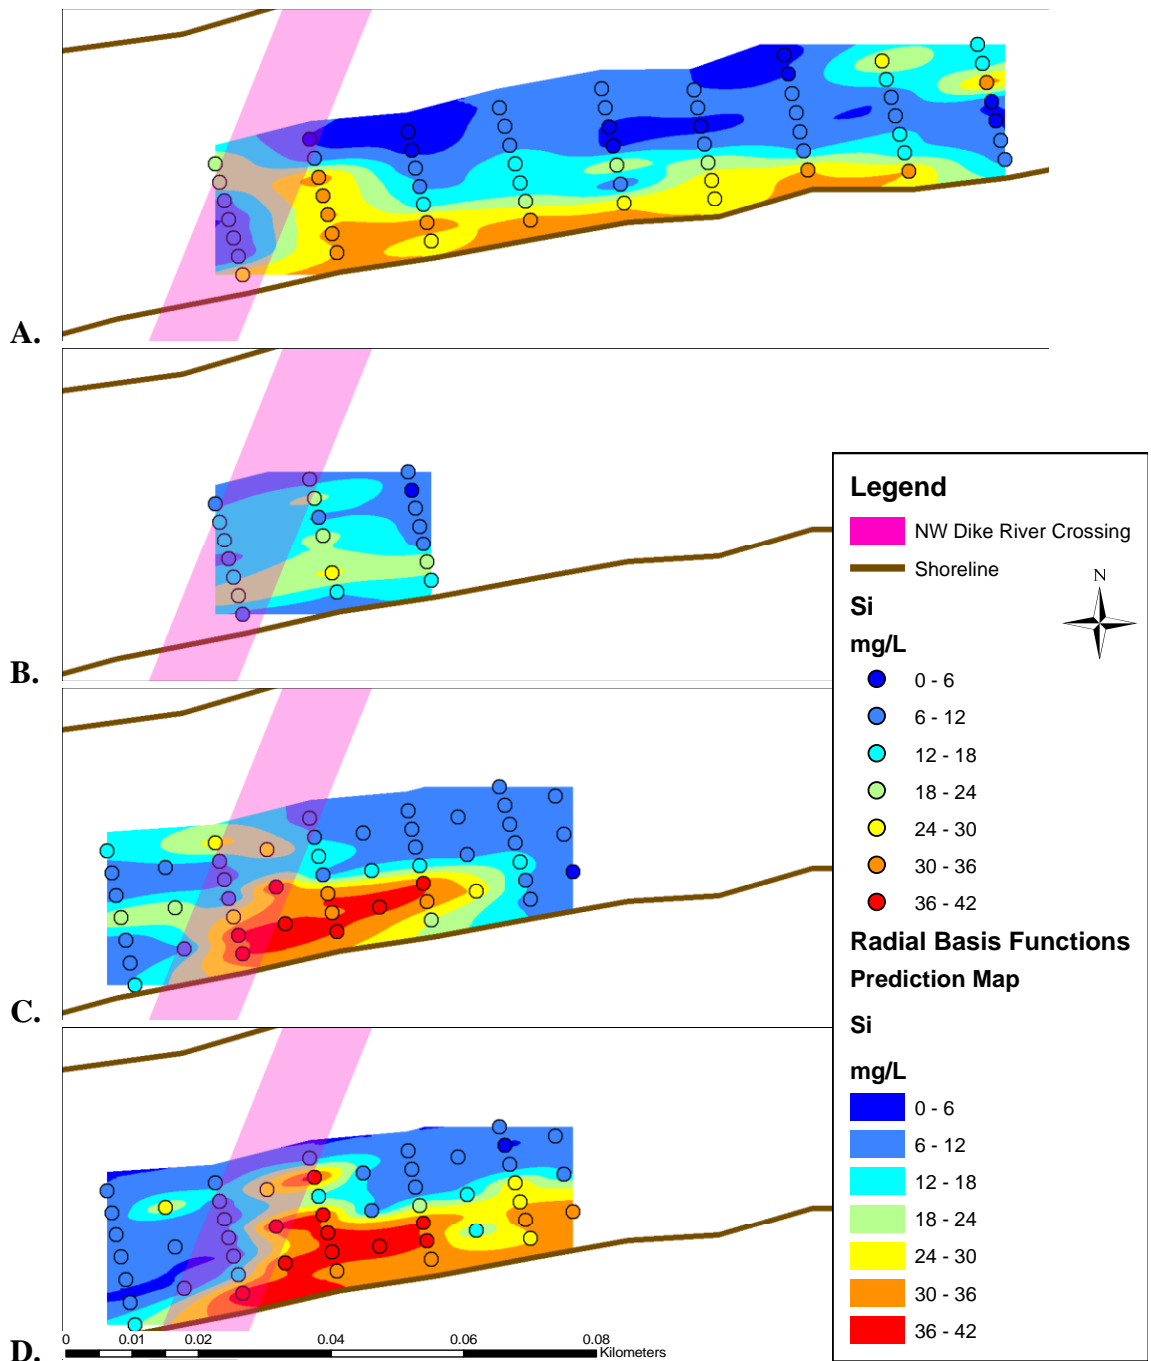 A.
B.
C.
D.
Legend
NW Dike River Crossing
Shoreline
N
Si
mg/L
0 - 6
6 - 12
12 - 18
18 - 24
24 - 30
30 - 36
36 - 42
Radial Basis Functions
Prediction Map
Si
mg/L
0 - 6
6 - 12
12 - 18
18 - 24
24 - 30
30 - 36
36 - 42
0 0.01 0.02 0.04 0.06 0.08
Kilometers